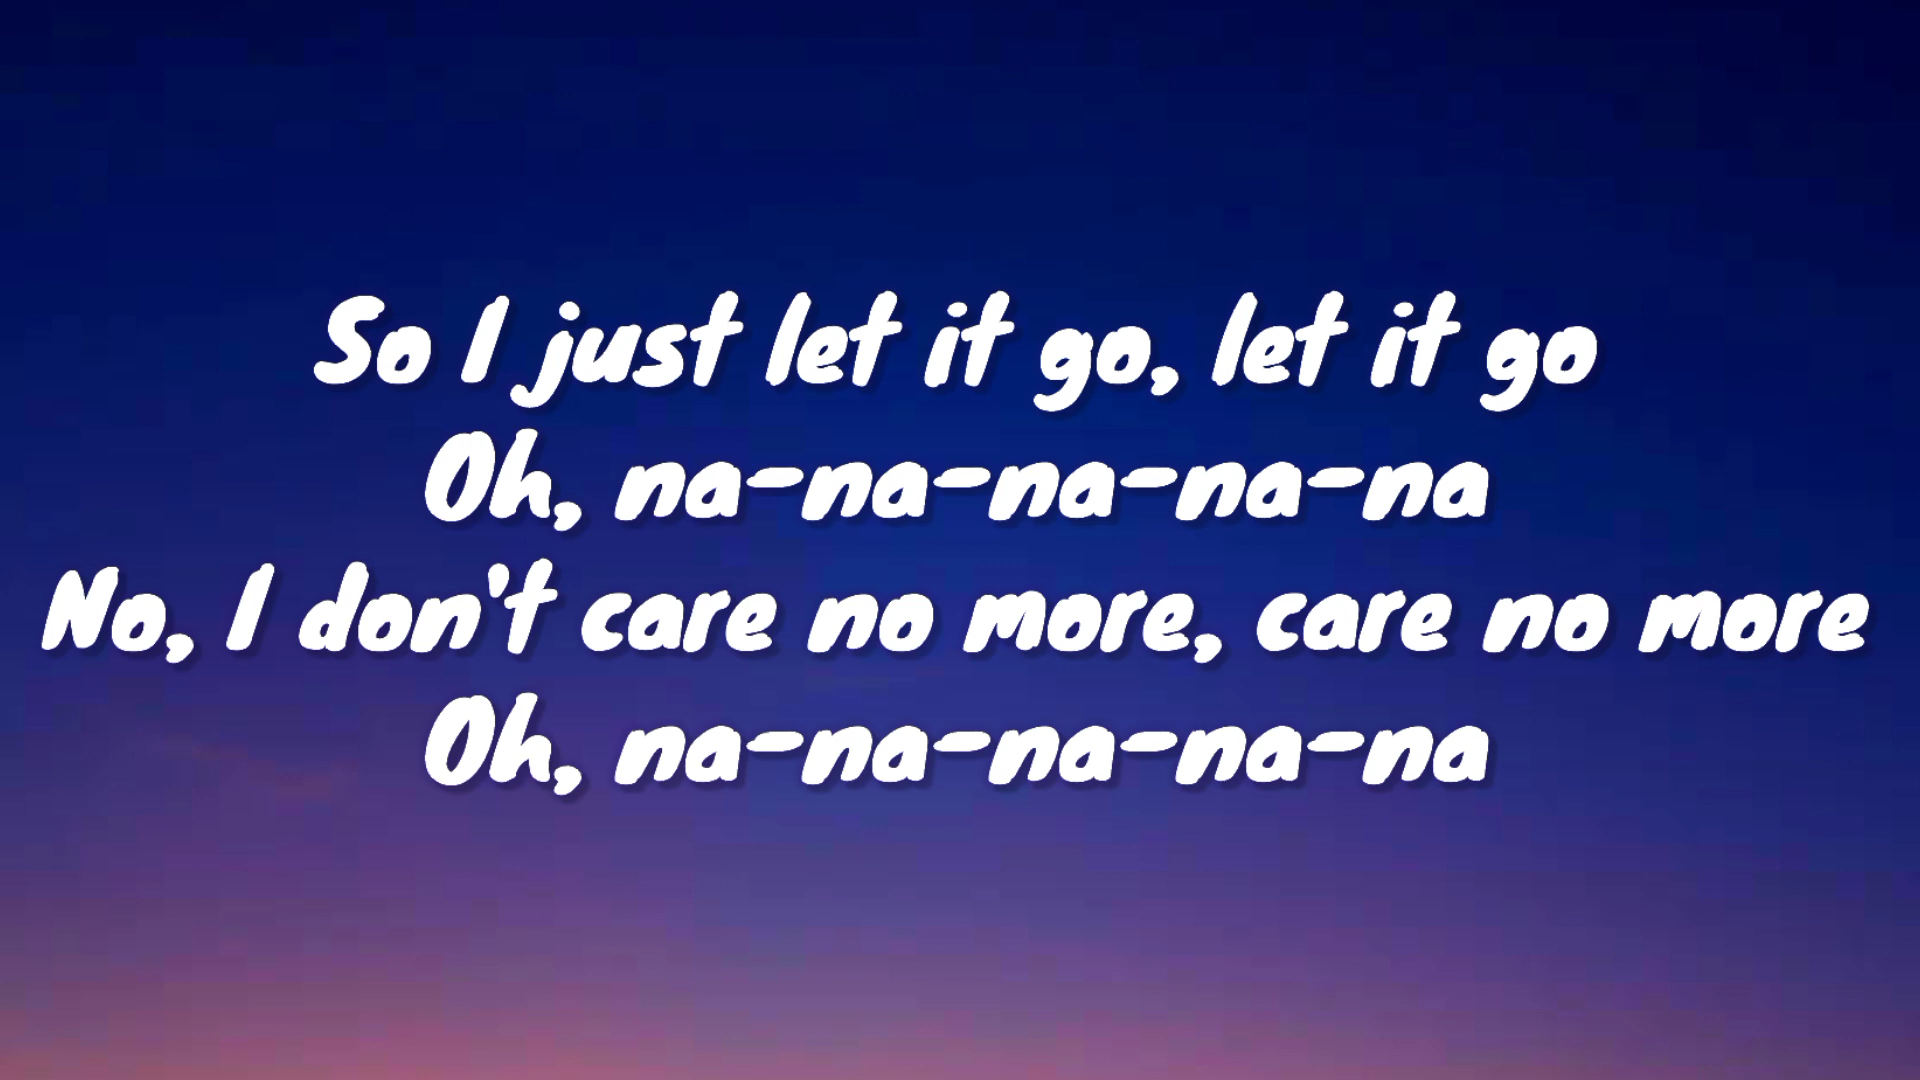 So I just let it go, let it go
Oh, na-na-na-na-na
No, I don't care no more, care no more
Oh, na-na-na-na-na